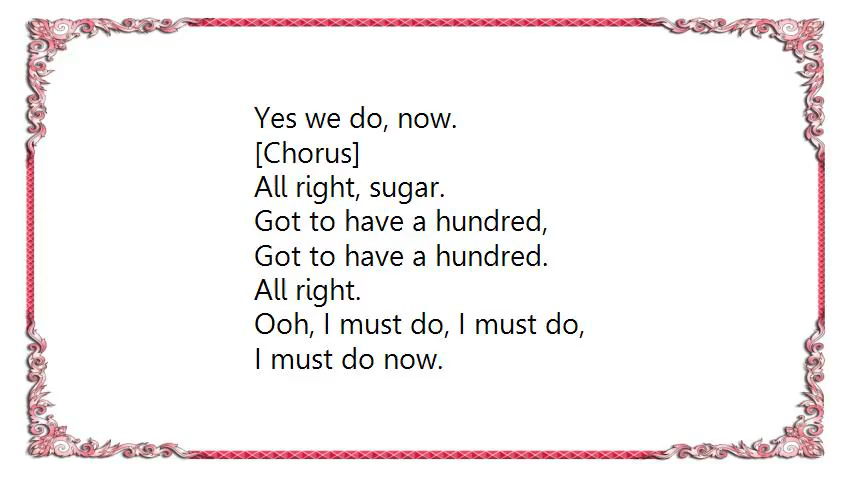 Yes we do, now.
[Chorus]
All right, sugar.
Got to have a hundred,
Got to have a hundred.
All right.
Ooh, I must do, I must do,
I must do now.